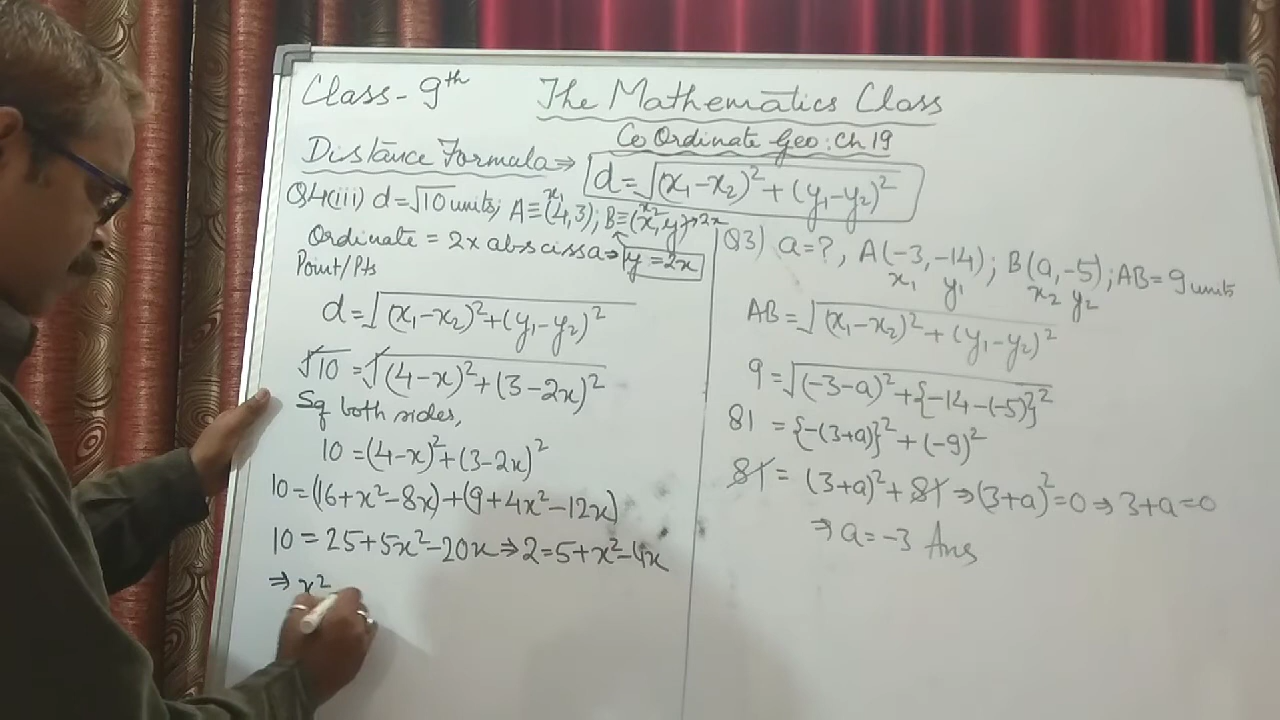 Class - 9th
The Mathematics Class
Co Ordinate Geo: Ch 19
Distance Formula ⇒ d = √(x₁-x₂)² + (y₁-y₂)²
Q4(iii) d = √10 units; A ≡ (4,3); B ≡ (x, y) → 2x
x₁
x₂
Ordinate = 2 x abscissa ⇒ y = 2x
Point/Pts
d = √(x₁-x₂)² + (y₁-y₂)²
√10 = √(4-x)² + (3-2x)²
Sq both sides,
10 = (4-x)² + (3-2x)²
10 = (16+x²-8x) + (9+4x²-12x)
10 = 25+5x²-20x ⇒ 2 = 5+x²-4x
⇒ x²
Q3) a = ?, A(-3, -14); B(a, -5); AB = 9 units
x₁ y₁ x₂ y₂
AB = √(x₁-x₂)² + (y₁-y₂)²
9 = √(-3-a)² + {-14-(-5)}²
81 = {-(3+a)}² + (-9)²
81 = (3+a)² + 81 ⇒ (3+a)² = 0 ⇒ 3+a = 0
⇒ a = -3 Ans